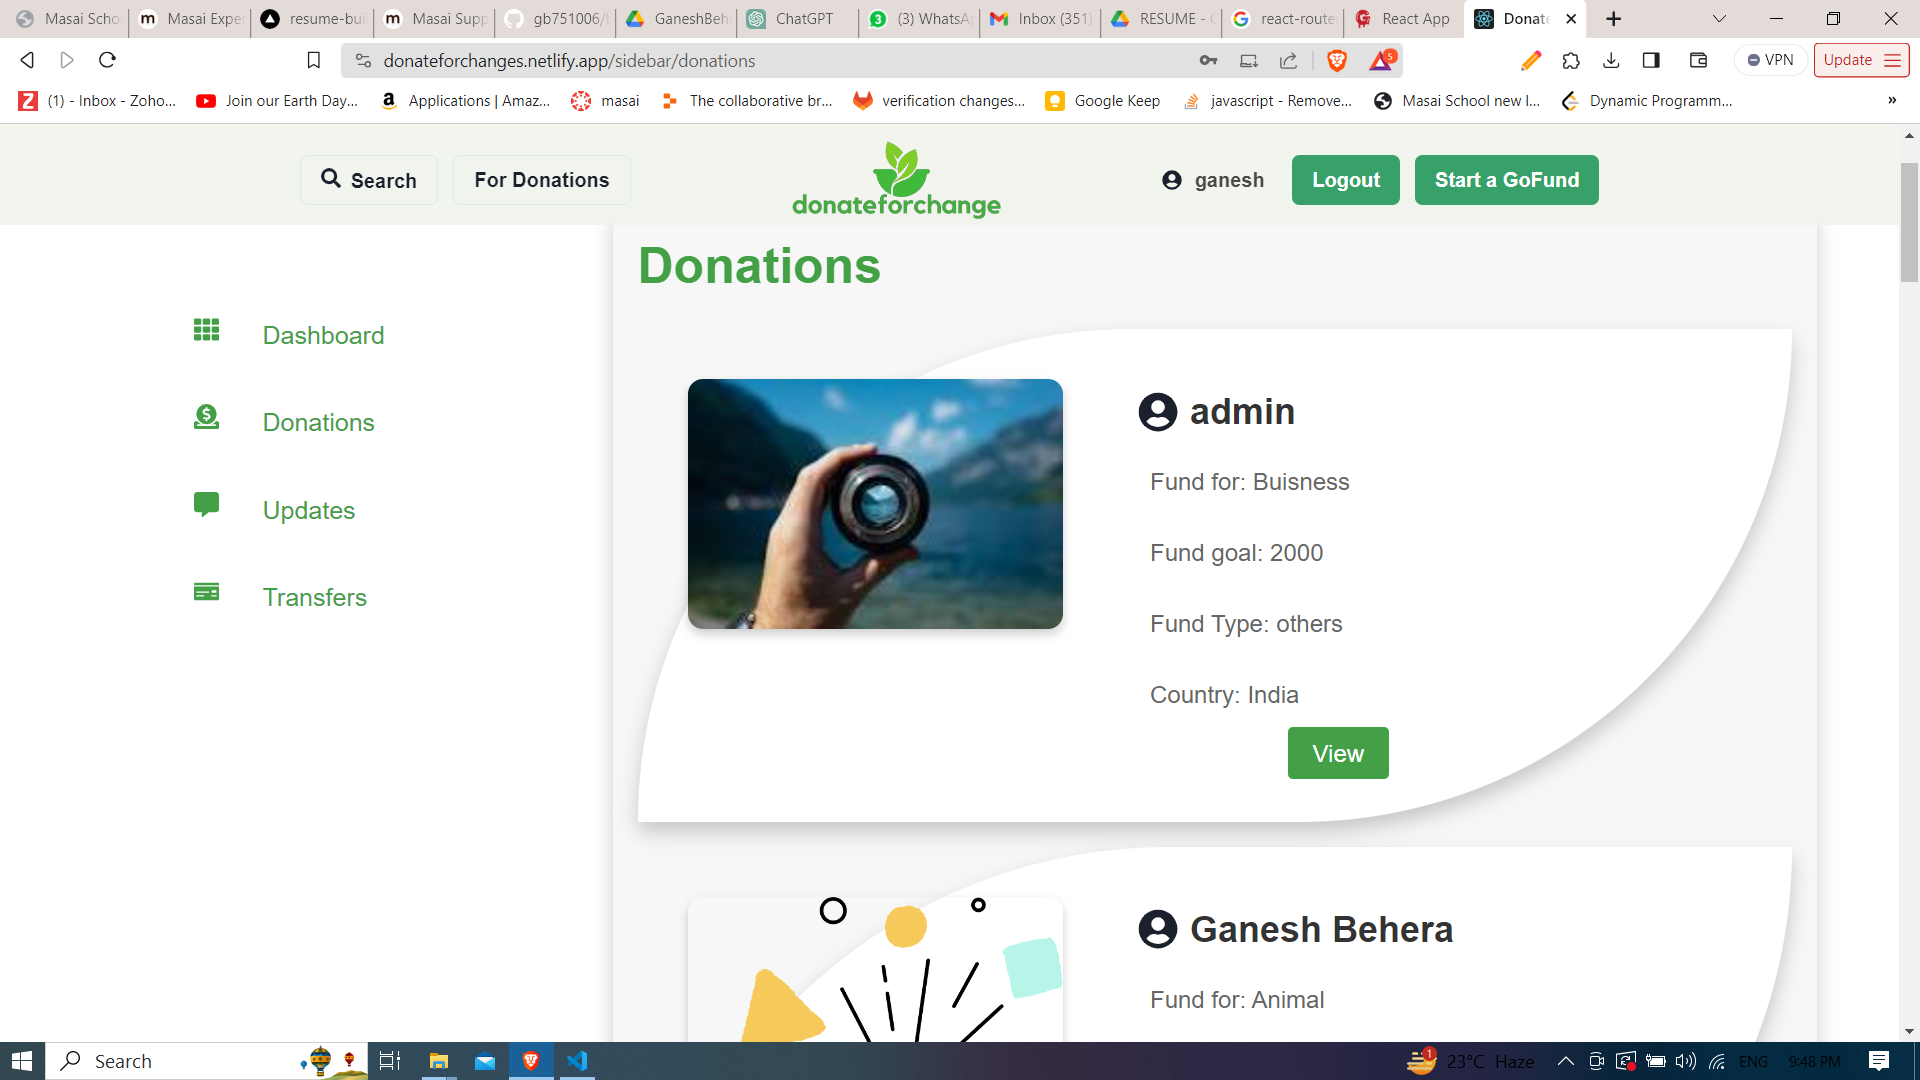 Masai Scho
Masai Expe
resume-bui
Masai Supp
gb751006/
GaneshBeh
ChatGPT
(3) WhatsA
Inbox (351)
RESUME - 
react-route
React App
Donate
donateforchanges.netlify.app/sidebar/donations
5
VPN
Update
(1) - Inbox - Zoho...
Join our Earth Day...
Applications | Amaz...
masai
The collaborative br...
verification changes...
Google Keep
javascript - Remove...
Masai School new I...
Dynamic Programm...
»
Search
For Donations
donateforchange
ganesh
Logout
Start a GoFund
Dashboard
Donations
Updates
Transfers
Donations
admin
Fund for: Buisness
Fund goal: 2000
Fund Type: others
Country: India
View
Ganesh Behera
Fund for: Animal
Search
1
23°C Haze
ENG
9:48 PM